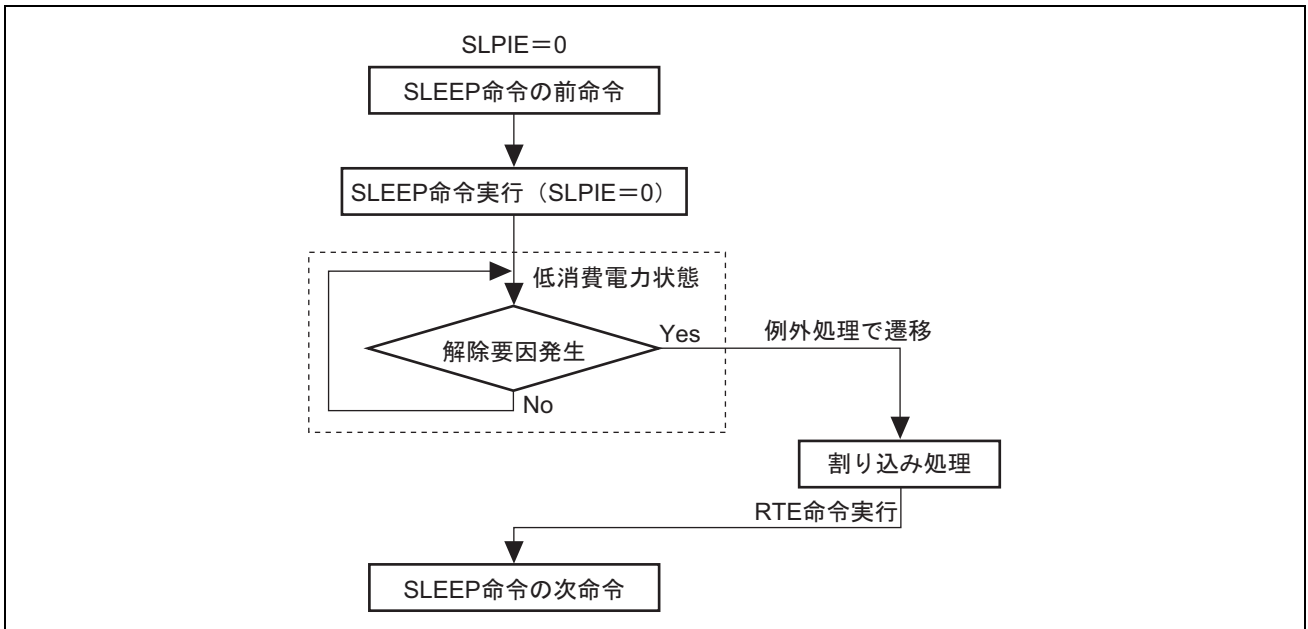 SLPIE＝0
SLEEP命令の前命令
SLEEP命令実行（SLPIE＝0）
低消費電力状態
解除要因発生
Yes
例外処理で遷移
No
割り込み処理
RTE命令実行
SLEEP命令の次命令